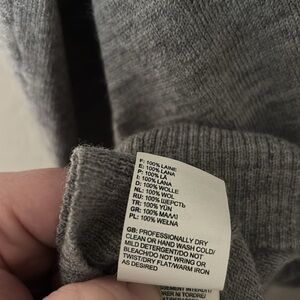 F: 100% LAINE
E: 100% LANA
P: 100% LÃ
I: 100% LANA
D: 100% WOLLE
NL: 100% WOL
RU: 100% ШЕРСТЬ
TR: 100% YÜN
GR: 100% ΜΑΛΛΙ
PL: 100% WEŁNA
GB: PROFESSIONALLY DRY
CLEAN OR HAND WASH COLD/
MILD DETERGENT/DO NOT
BLEACH/DO NOT WRING OR
TWIST/DRY FLAT/WARM IRON
AS DESIRED